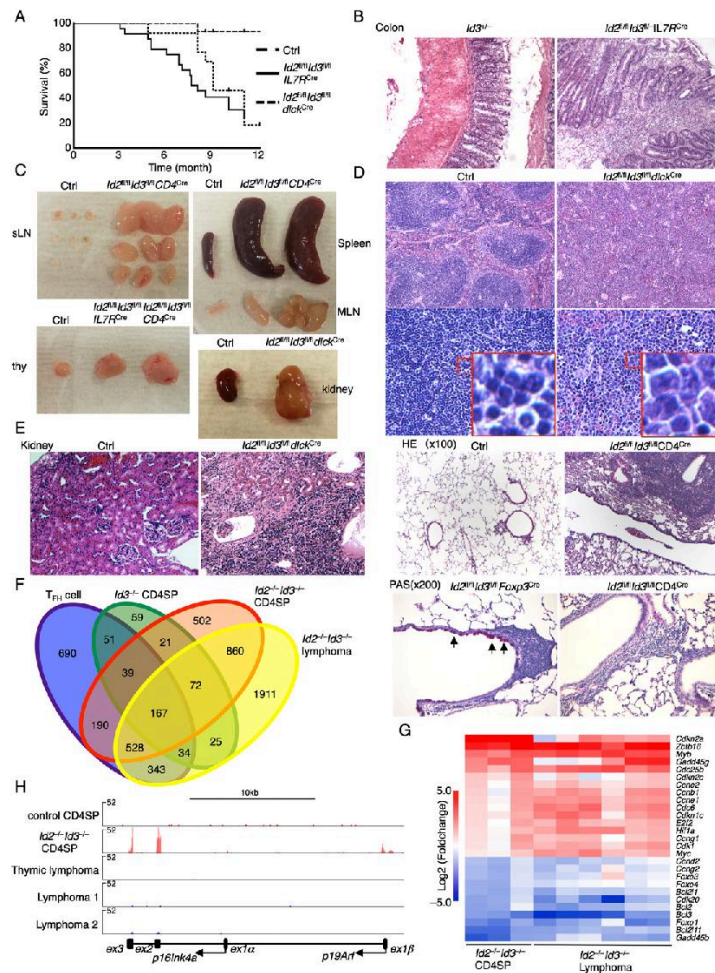 A
100
80
60
40
20
0
Survival (%)
0 3 6 9 12
Time (month)
Ctrl
Id2fl/flId3fl/fl
IL7RCre
Id2fl/flId3fl/fl
dlckCre
B
Colon
Id3+/−
Id2fl/flId3fl/− IL7RCre
C
Ctrl
Id2fl/flId3fl/flCD4Cre
sLN
Ctrl
Id2fl/flId3fl/flCD4Cre
Spleen
MLN
Ctrl
Id2fl/flId3fl/fl
IL7RCre
Id2fl/flId3fl/fl
CD4Cre
thy
Ctrl
Id2fl/flId3fl/fldlckCre
kidney
D
Ctrl
Id2fl/flId3fl/fldlckCre
HE (x100)
Ctrl
Id2fl/flId3fl/flCD4Cre
PAS(x200)
Id2fl/flId3fl/flFoxp3Cre
Id2fl/flId3fl/flCD4Cre
E
Kidney
Ctrl
Id2fl/flId3fl/fl dlckCre
F
TFH cell
Id3−/− CD4SP
Id2−/−Id3−/−
CD4SP
Id2−/−Id3−/−
lymphoma
59
502
51
21
690
860
39
72
1911
167
190
528
34
25
343
G
5.0
Log2 (Foldchange)
−5.0
Cdkn2a
Zbtb16
Myb
Gadd45g
Cdc25b
Cdkn2c
Ccne2
Ccnb1
Ccne1
Cdc6
Cdkn1c
E2f2
Hif1a
Ccng1
Cdk1
Myc
Ccnd2
Ccng2
Foxo3
Foxo4
Bcl2l1
Cdk20
Bcl2
Bcl3
Foxp1
Bcl2l11
Gadd45b
Id2−/−Id3−/−
CD4SP
Id2−/−Id3−/−
Lymphoma
H
10kb
52
control CD4SP
52
Id2−/−Id3−/−
CD4SP
52
Thymic lymphoma
52
Lymphoma 1
52
Lymphoma 2
ex3 ex2 ex1α ex1β
p16Ink4a
p19Arf